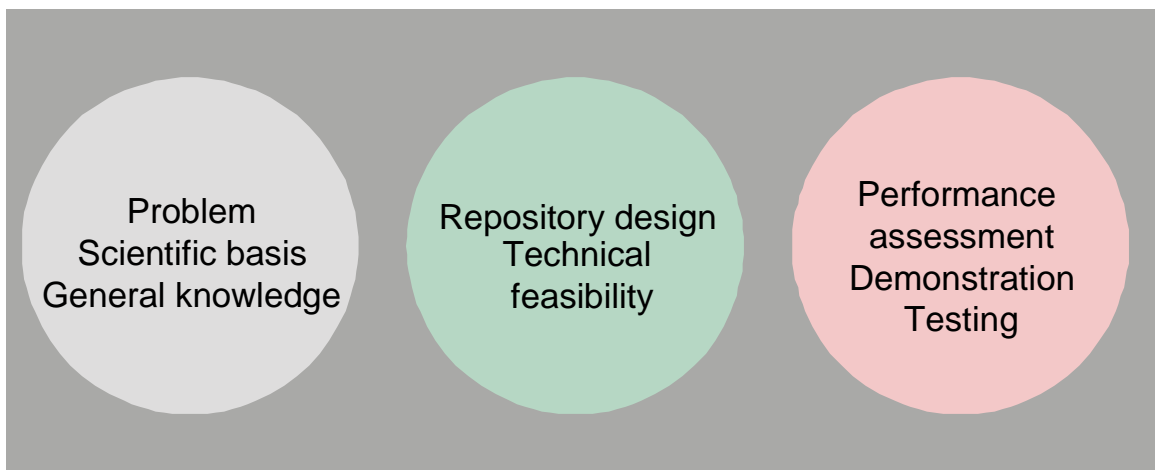 Problem
Scientific basis
General knowledge
Repository design
Technical
feasibility
Performance
assessment
Demonstration
Testing